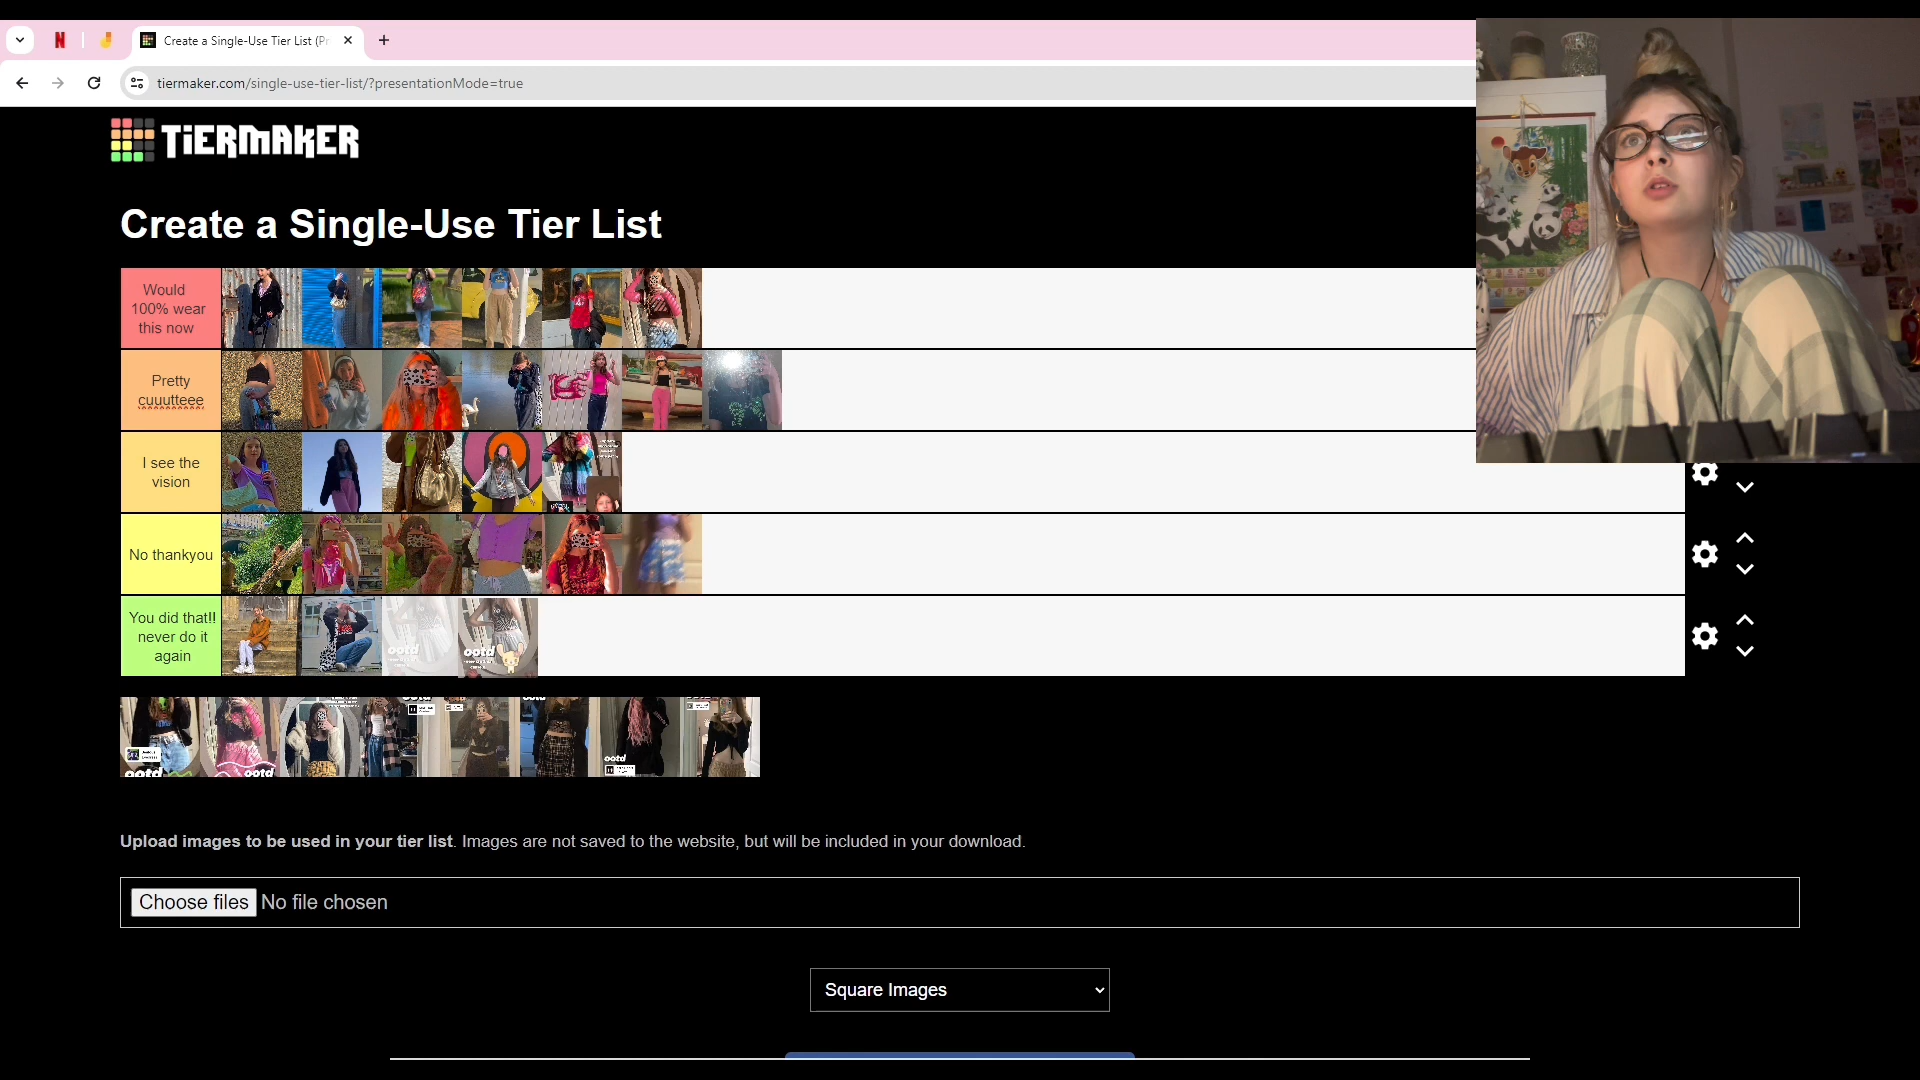 Create a Single-Use Tier List (Pr
tiermaker.com/single-use-tier-list/?presentationMode=true
TIERMAKER
Create a Single-Use Tier List
Would
100% wear
this now
Pretty
cuuutteee
I see the
vision
No thankyou
You did that!!
never do it
again
ootd
ootd
ootd
ootd
ootd
Upload images to be used in your tier list. Images are not saved to the website, but will be included in your download.
Choose files No file chosen
Square Images